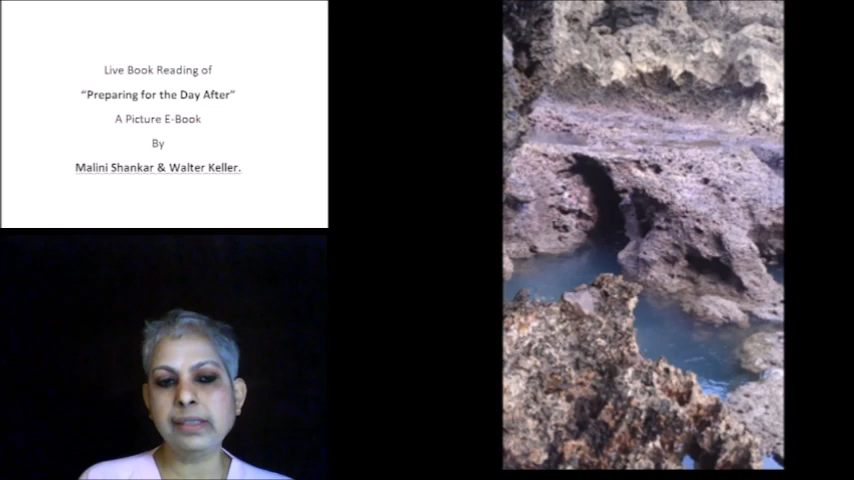 Live Book Reading of
“Preparing for the Day After”
A Picture E-Book
By
Malini Shankar & Walter Keller.